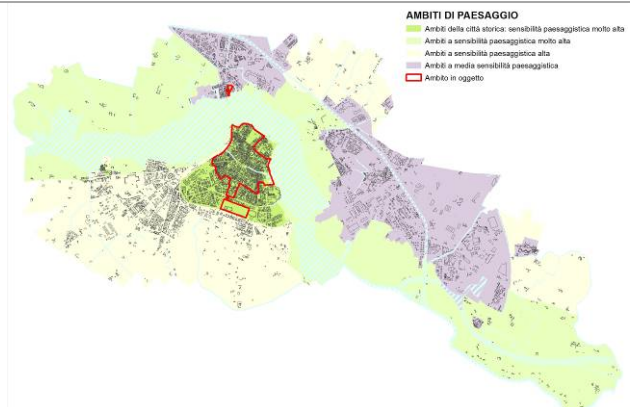 AMBITI DI PAESAGGIO
Ambiti della città storica: sensibilità paesaggistica molto alta
Ambiti a sensibilità paesaggistica molto alta
Ambiti a sensibilità paesaggistica alta
Ambiti a media sensibilità paesaggistica
Ambito in oggetto